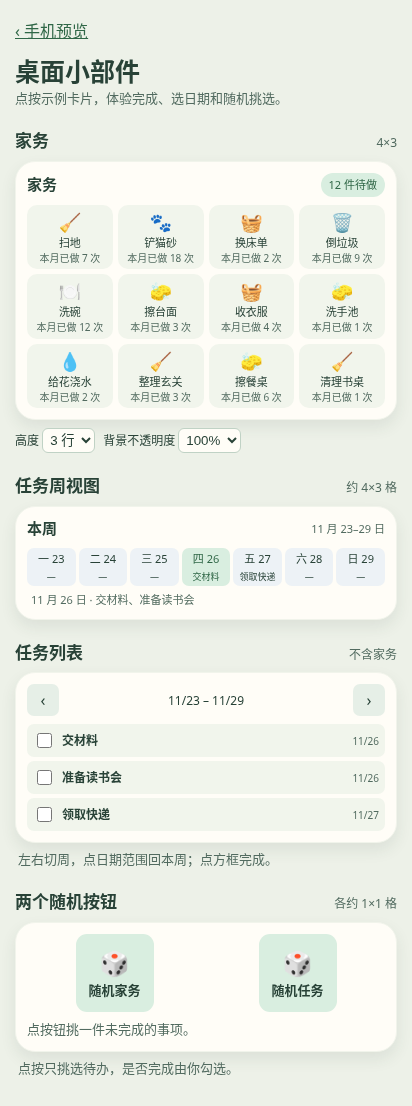 ‹ 手机预览
桌面小部件
点按示例卡片，体验完成、选日期和随机挑选。
家务 4×3
家务 12 件待做
扫地 铲猫砂 换床单 倒垃圾
本月已做 7 次 本月已做 18 次 本月已做 2 次 本月已做 9 次
洗碗 擦台面 收衣服 洗手池
本月已做 12 次 本月已做 3 次 本月已做 4 次 本月已做 1 次
给花浇水 整理玄关 擦餐桌 清理书桌
本月已做 2 次 本月已做 3 次 本月已做 6 次 本月已做 1 次
高度 3 行 背景不透明度 100%
任务周视图 约 4×3 格
本周 11 月 23–29 日
一 23 二 24 三 25 四 26 五 27 六 28 日 29
— — — 交材料 领取快递 — —
11 月 26 日 · 交材料、准备读书会
任务列表 不含家务
‹ 11/23 – 11/29 ›
交材料 11/26
准备读书会 11/26
领取快递 11/27
左右切周，点日期范围回本周；点方框完成。
两个随机按钮 各约 1×1 格
随机家务 随机任务
点按钮挑一件未完成的事项。
点按只挑选待办，是否完成由你勾选。